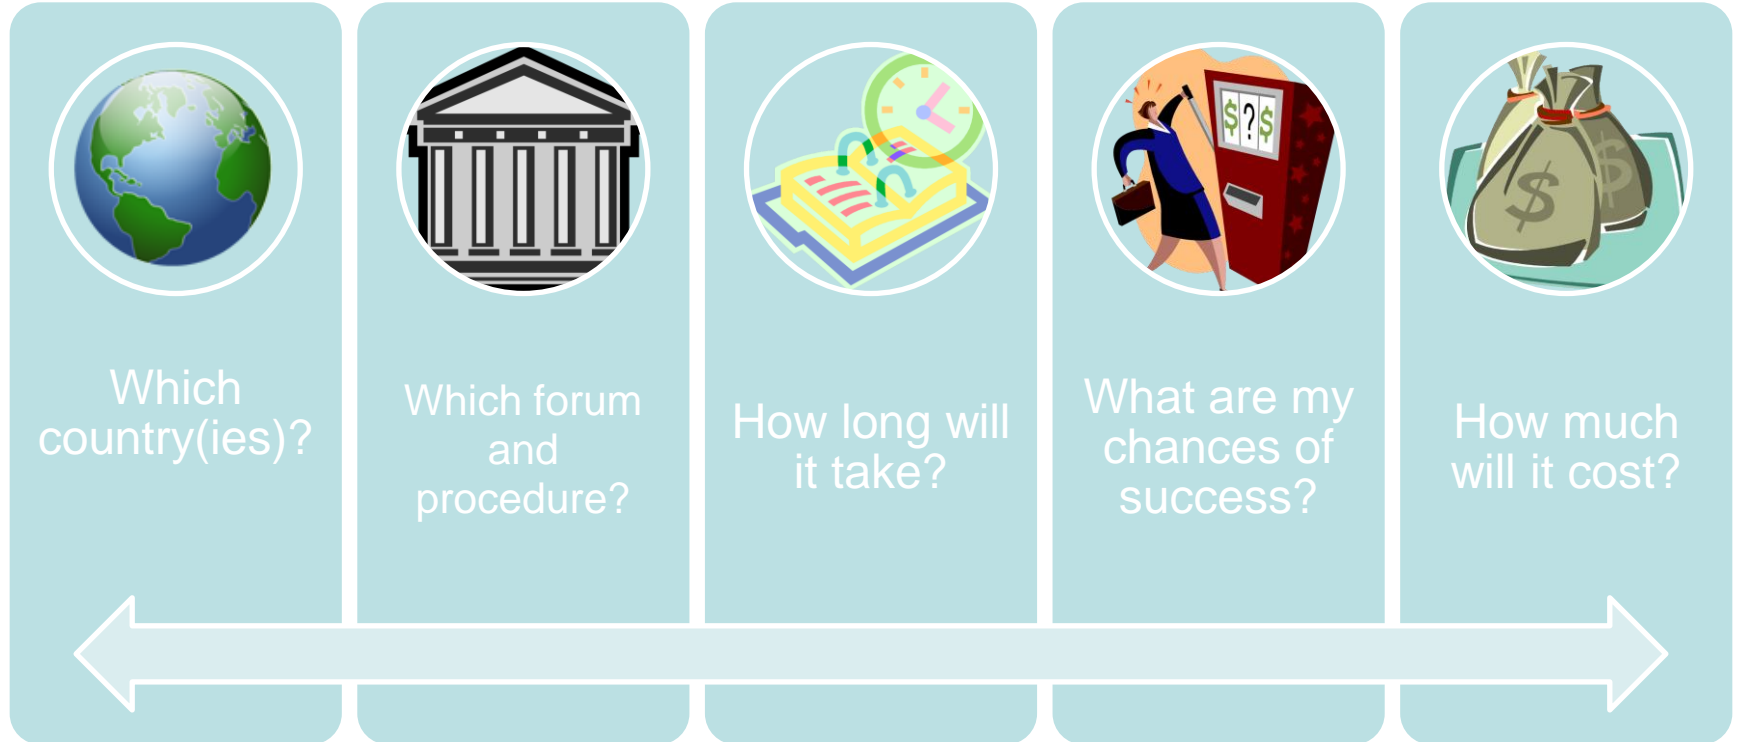 Which
country(ies)?
Which forum
and
procedure?
How long will
it take?
$?$
What are my
chances of
success?
$
$
How much
will it cost?